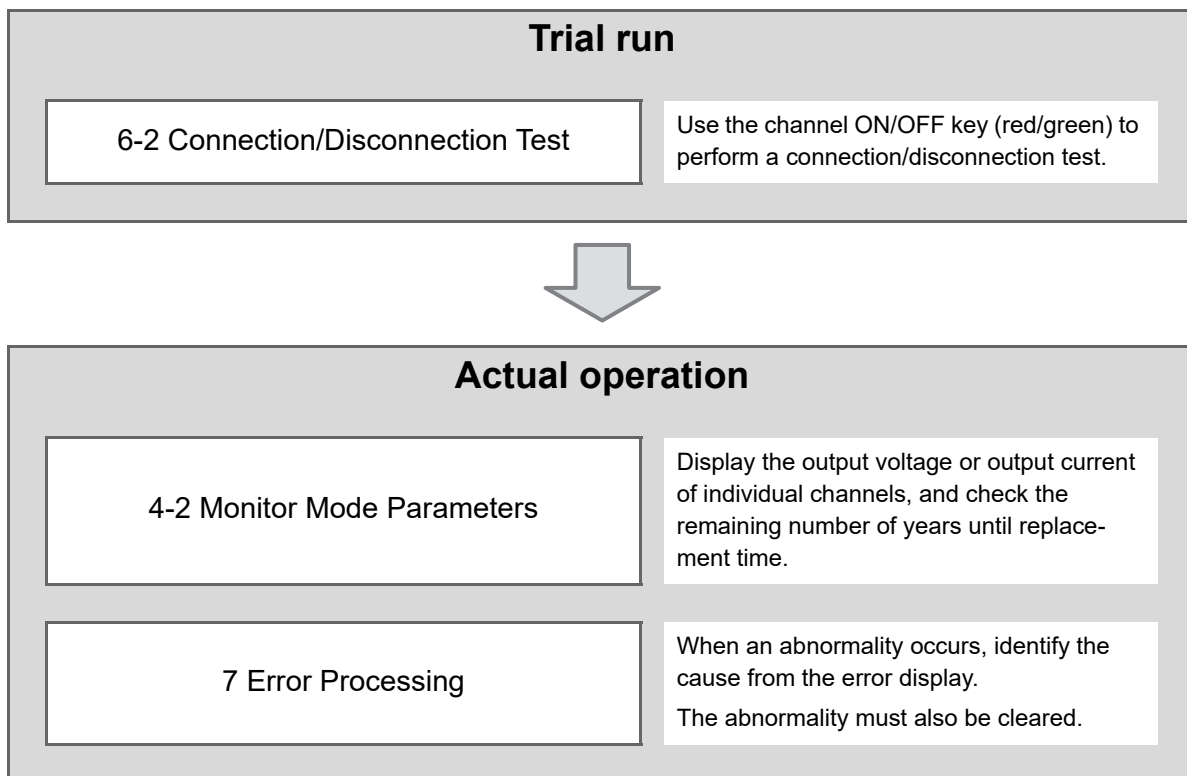 Trial run
6-2 Connection/Disconnection Test
Use the channel ON/OFF key (red/green) to
perform a connection/disconnection test.
Actual operation
4-2 Monitor Mode Parameters
Display the output voltage or output current
of individual channels, and check the
remaining number of years until replace-
ment time.
7 Error Processing
When an abnormality occurs, identify the
cause from the error display.
The abnormality must also be cleared.